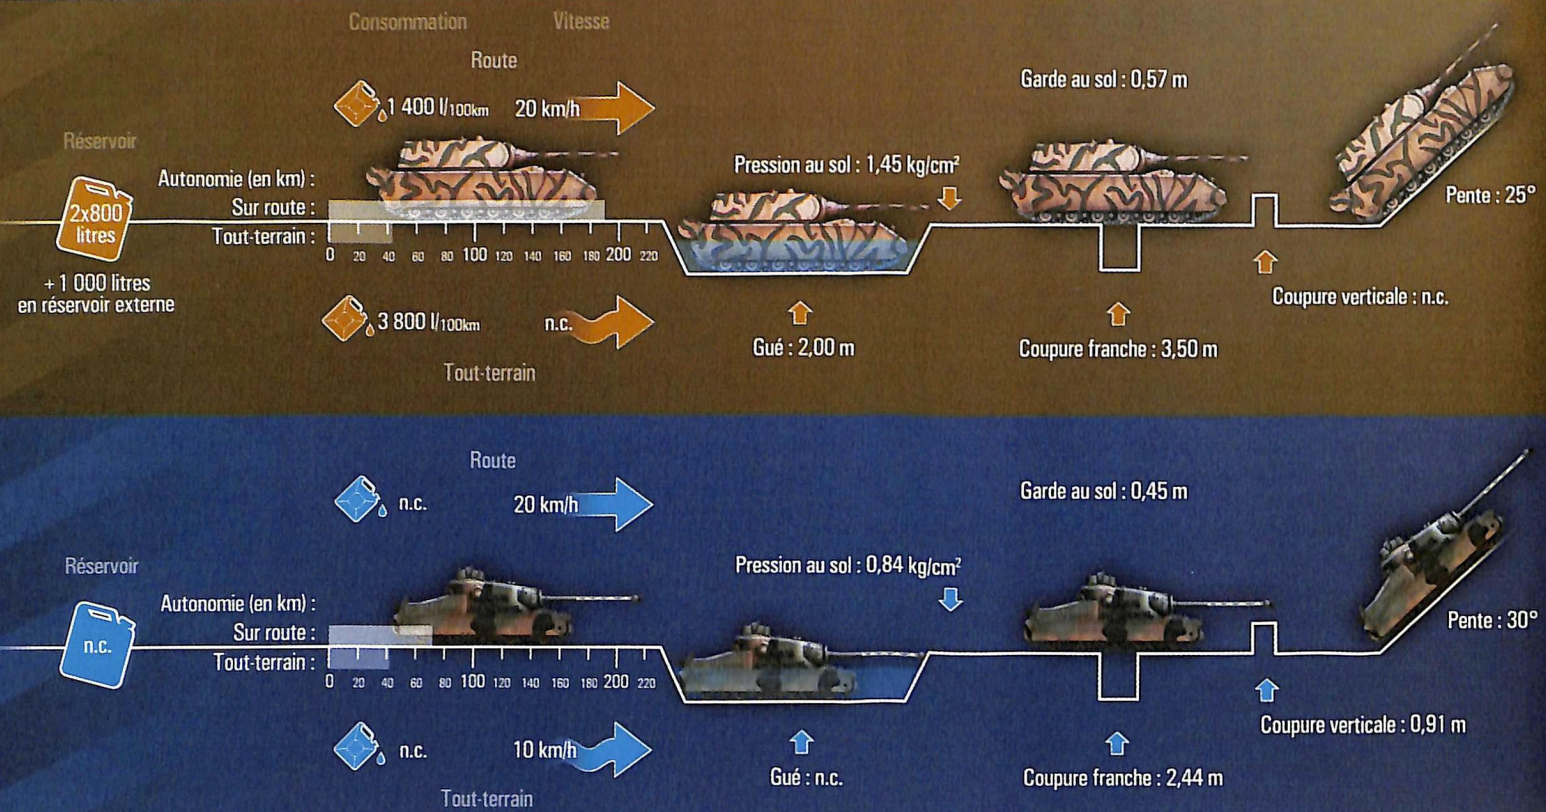 Consommation Vitesse
Route
1 400 l/100km 20 km/h
Garde au sol : 0,57 m
Réservoir
Pression au sol : 1,45 kg/cm²
Autonomie (en km) :
Pente : 25°
2x800
litres
Sur route :
Tout-terrain :
0 20 40 60 80 100 120 140 160 180 200 220
+ 1 000 litres
en réservoir externe
Coupure verticale : n.c.
3 800 l/100km n.c.
Gué : 2,00 m
Coupure franche : 3,50 m
Tout-terrain
Route
n.c. 20 km/h
Garde au sol : 0,45 m
Réservoir
Pression au sol : 0,84 kg/cm²
Autonomie (en km) :
Pente : 30°
Sur route :
n.c.
Tout-terrain :
0 20 40 60 80 100 120 140 160 180 200 220
Coupure verticale : 0,91 m
n.c. 10 km/h
Gué : n.c.
Coupure franche : 2,44 m
Tout-terrain